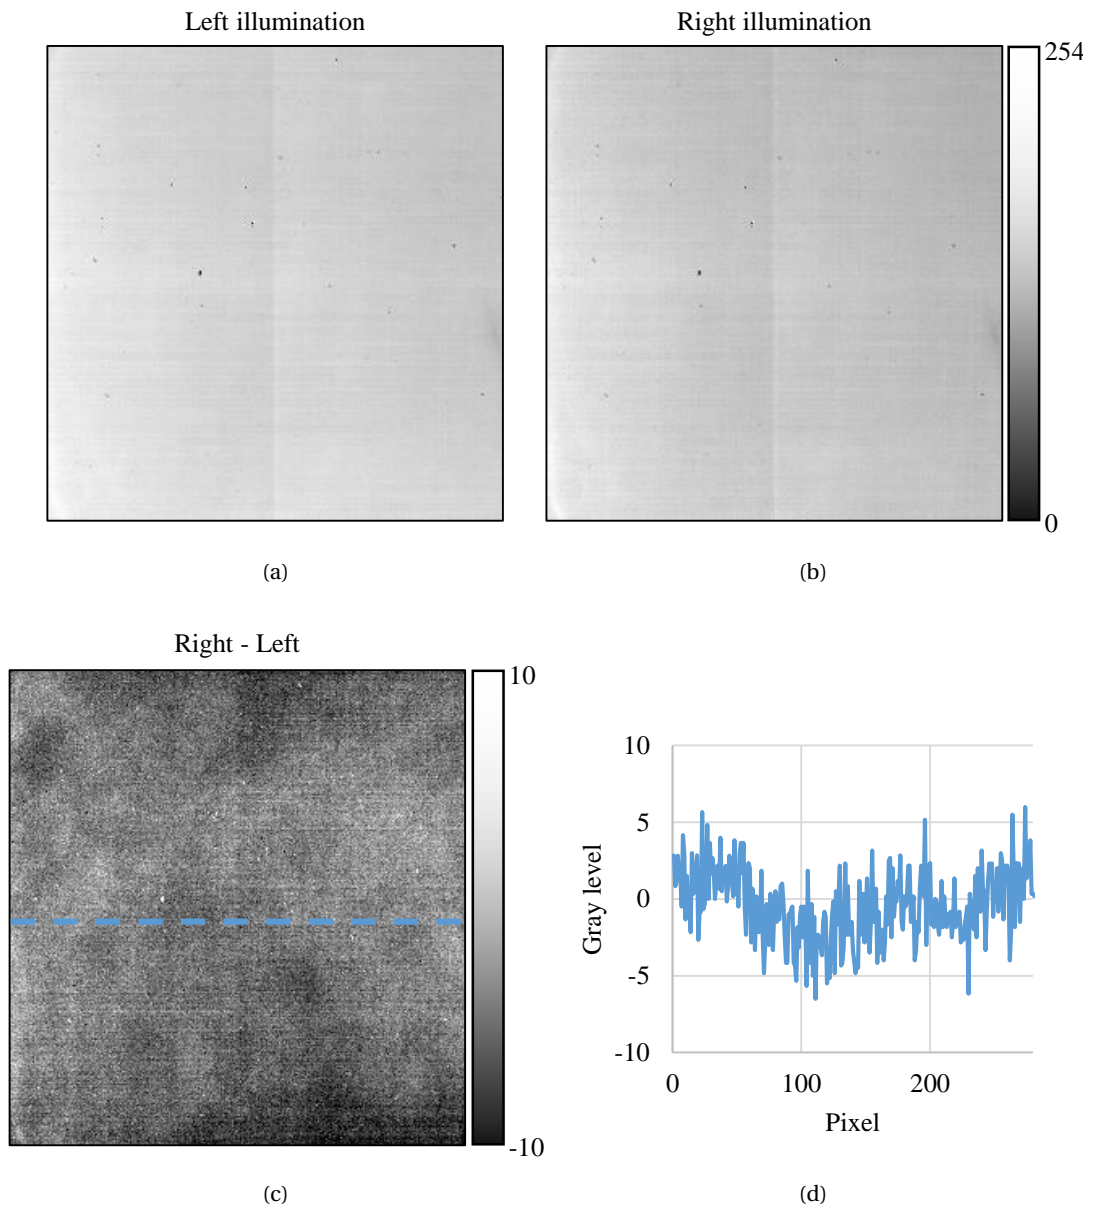 Left illumination
Right illumination
254
0
(a)
(b)
Right - Left
10
-10
10
5
0
-5
-10
Gray level
0 100 200
Pixel
(c)
(d)